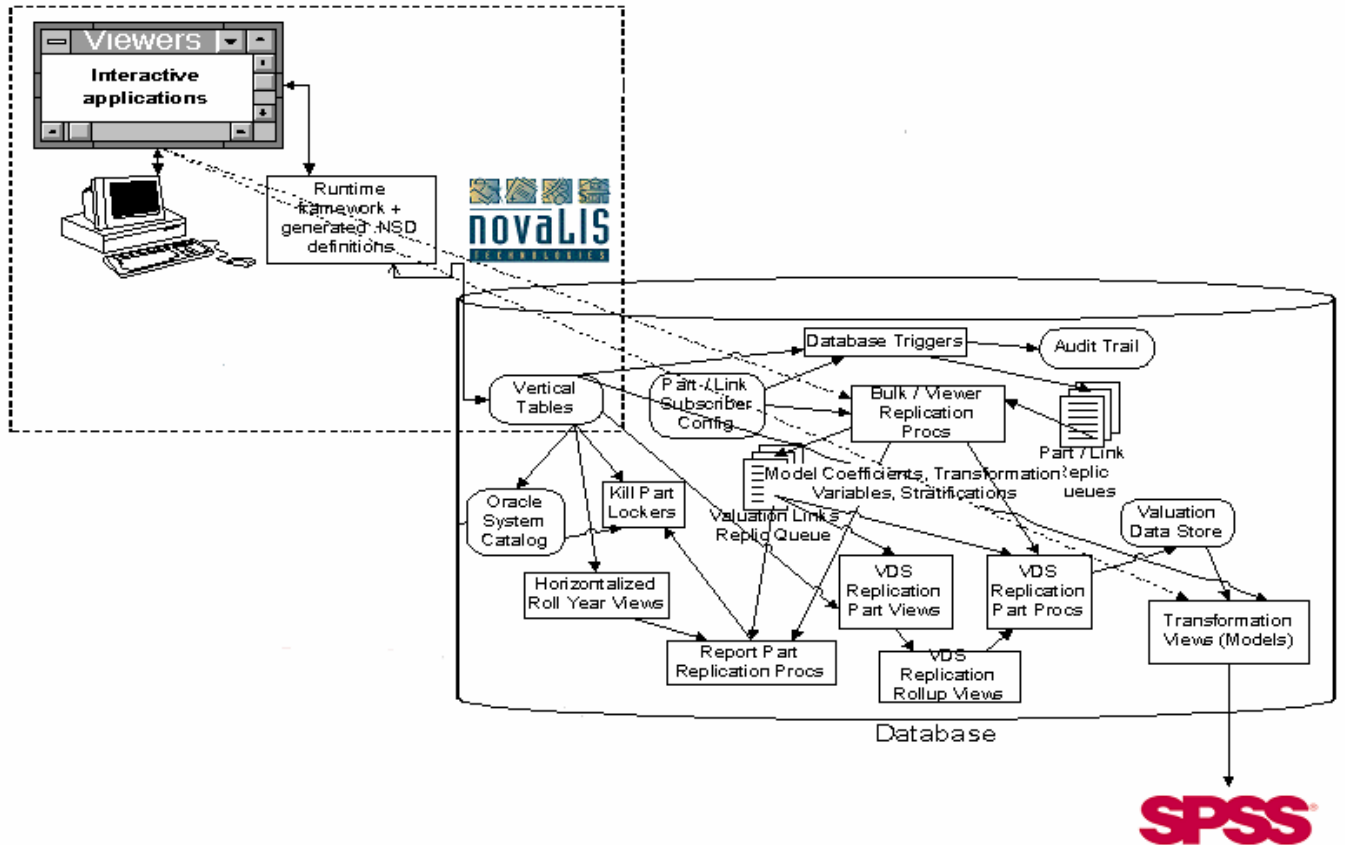 Viewers
Interactive
applications
Runtime
framework +
generated .NSD
definitions
novaLIS
TECHNOLOGIES
Database Triggers
Audit Trail
Vertical
Tables
Part / Link
Subscriber
Config
Bulk / Viewer
Replication
Procs
Part / Link
Replic
Queues
Model Coefficients, Transformation
Variables, Stratifications
Valuation Links
Replic Queue
Oracle
System
Catalog
Kill Part
Lockers
Valuation
Data Store
Horizontalized
Roll Year Views
VDS
Replication
Part Views
VDS
Replication
Part Procs
Transformation
Views (Models)
Report Part
Replication Procs
VDS
Replication
Rollup Views
Database
SPSS®